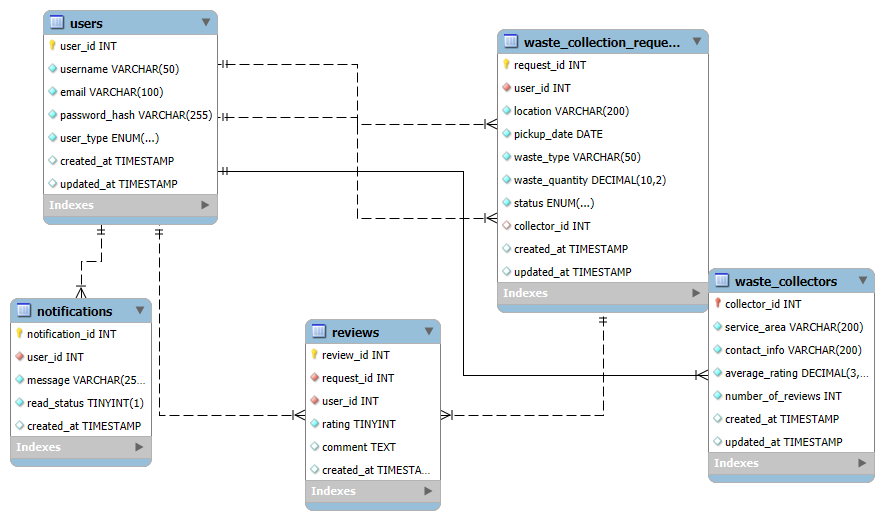 users
user_id INT
username VARCHAR(50)
email VARCHAR(100)
password_hash VARCHAR(255)
user_type ENUM(...)
created_at TIMESTAMP
updated_at TIMESTAMP
Indexes
waste_collection_reque...
request_id INT
user_id INT
location VARCHAR(200)
pickup_date DATE
waste_type VARCHAR(50)
waste_quantity DECIMAL(10,2)
status ENUM(...)
collector_id INT
created_at TIMESTAMP
updated_at TIMESTAMP
Indexes
waste_collectors
collector_id INT
service_area VARCHAR(200)
contact_info VARCHAR(200)
average_rating DECIMAL(3,...
number_of_reviews INT
created_at TIMESTAMP
updated_at TIMESTAMP
Indexes
notifications
notification_id INT
user_id INT
message VARCHAR(25...
read_status TINYINT(1)
created_at TIMESTAMP
Indexes
reviews
review_id INT
request_id INT
user_id INT
rating TINYINT
comment TEXT
created_at TIMESTA...
Indexes